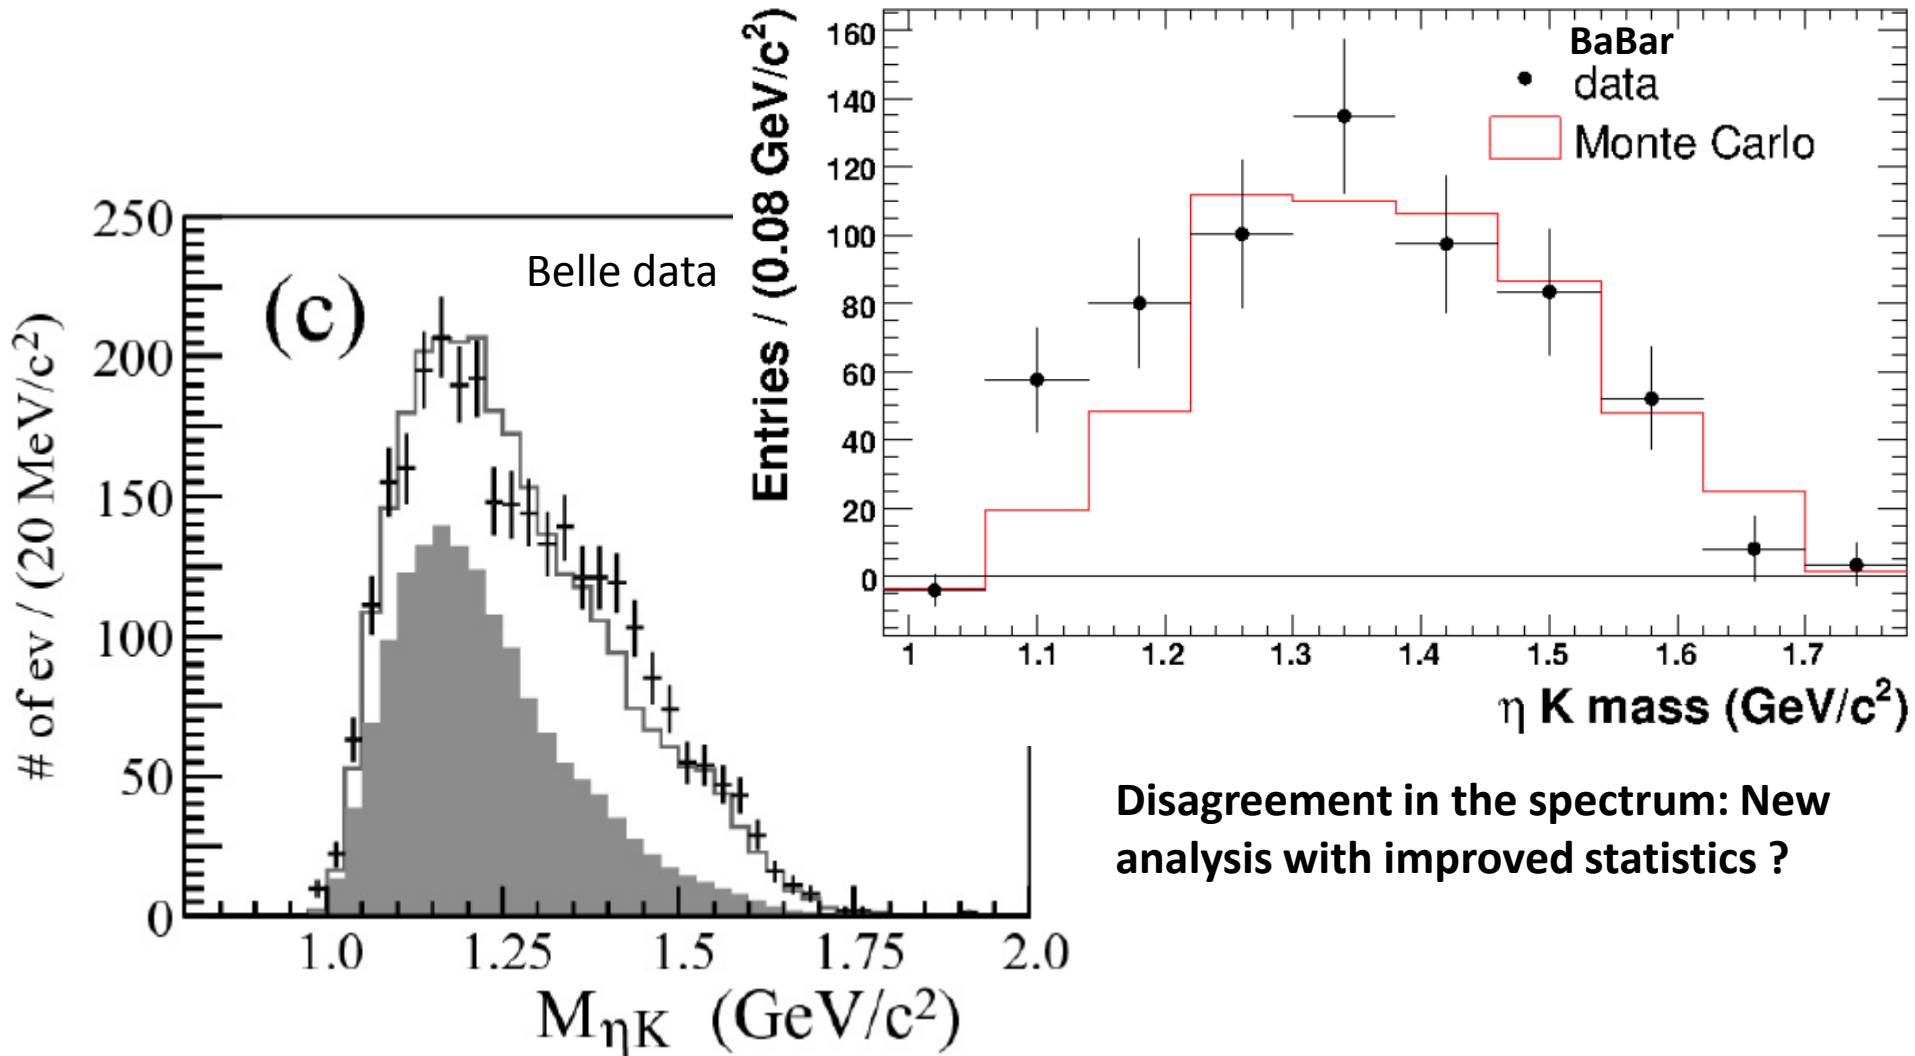 Belle data
(c)
# of ev / (20 MeV/c²)
250
200
150
100
50
0
1.0 1.25 1.5 1.75 2.0
MηK (GeV/c²)
BaBar
data
Monte Carlo
Entries / (0.08 GeV/c²)
160
140
120
100
80
60
40
20
0
1 1.1 1.2 1.3 1.4 1.5 1.6 1.7
η K mass (GeV/c²)
Disagreement in the spectrum: New
analysis with improved statistics ?